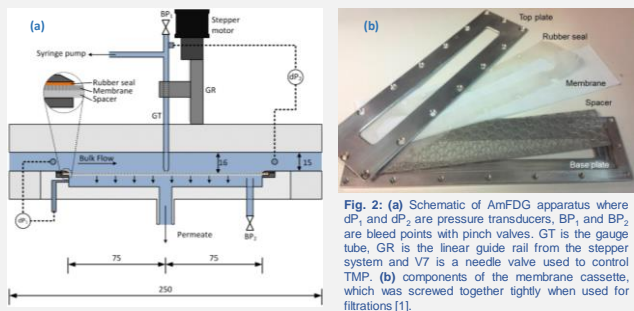 (a)
BP1
Stepper
motor
Syringe pump
dP2
Rubber seal
Membrane
Spacer
GR
GT
Bulk Flow
16
15
dP1
BP2
Permeate
75
75
250
(b)
Top plate
Rubber seal
Membrane
Spacer
Base plate
Fig. 2: (a) Schematic of AmFDG apparatus where
dP1 and dP2 are pressure transducers, BP1 and BP2
are bleed points with pinch valves. GT is the gauge
tube, GR is the linear guide rail from the stepper
system and V7 is a needle valve used to control
TMP. (b) components of the membrane cassette,
which was screwed together tightly when used for
filtrations [1].